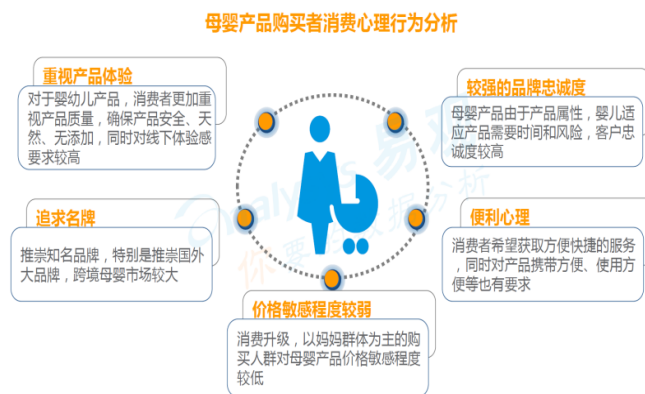 母婴产品购买者消费心理行为分析
重视产品体验
对于婴幼儿产品，消费者更加重
视产品质量，确保产品安全、天
然、无添加，同时对线下体验感
要求较高
较强的品牌忠诚度
母婴产品由于产品属性，婴儿适
应产品需要时间和风险，客户忠
诚度较高
追求名牌
推崇知名品牌，特别是推崇国外
大品牌，跨境母婴市场较大
便利心理
消费者希望获取方便快捷的服务
，同时对产品携带方便、使用方
便等也有要求
价格敏感程度较弱
消费升级，以妈妈群体为主的购
买人群对母婴产品价格敏感程度
较低
nalysys 易观
你要的数据分析